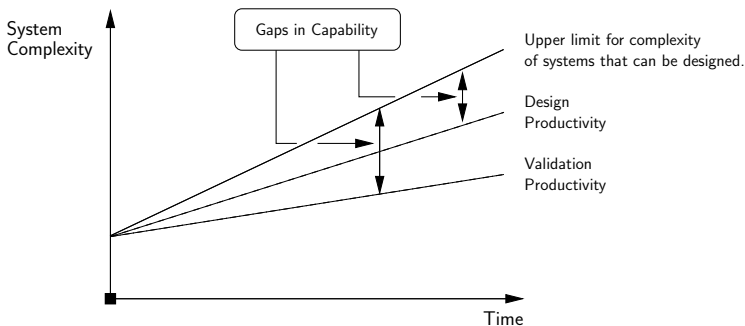 System
Complexity
Gaps in Capability
Upper limit for complexity
of systems that can be designed.
Design
Productivity
Validation
Productivity
Time